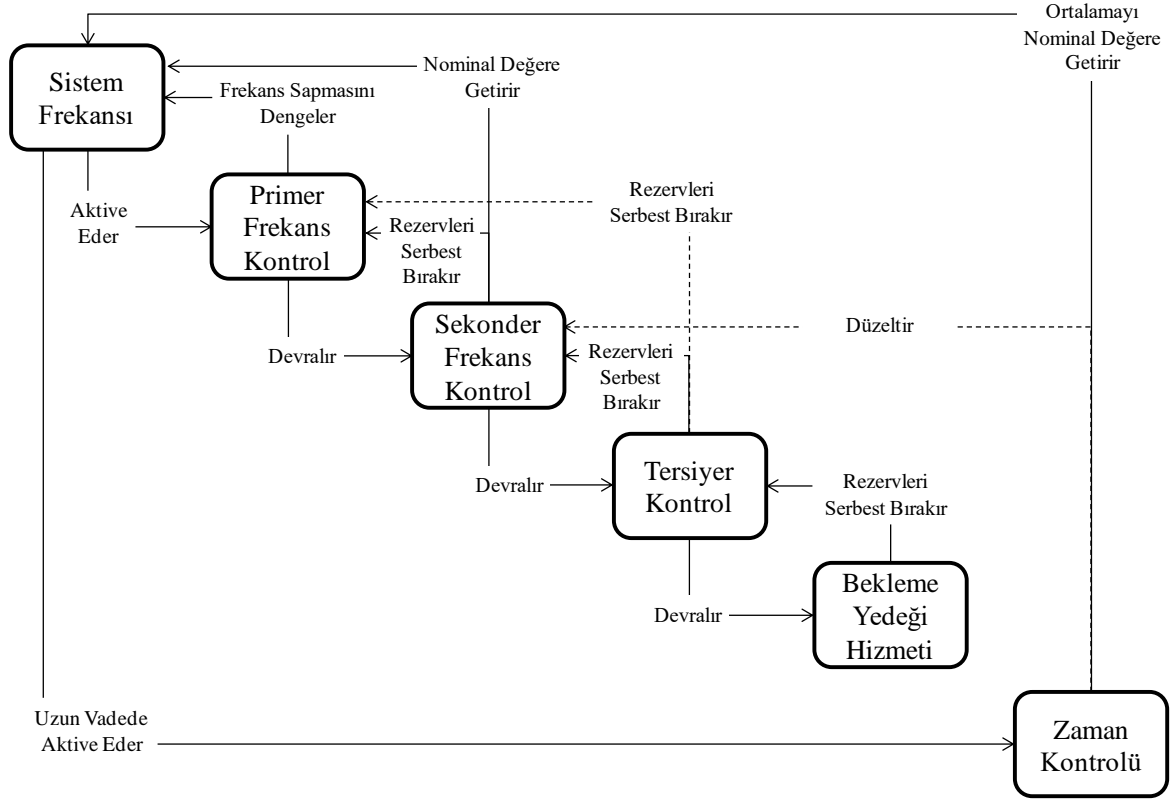 Ortalamayı
Nominal Değere
Getirir
Sistem
Frekansı
Nominal Değere
Getirir
Frekans Sapmasını
Dengeler
Aktive
Eder
Primer
Frekans
Kontrol
Rezervleri
Serbest Bırakır
Rezervleri
Serbest
Bırakır
Devralır
Sekonder
Frekans
Kontrol
Düzeltir
Rezervleri
Serbest
Bırakır
Devralır
Tersiyer
Kontrol
Rezervleri
Serbest Bırakır
Devralır
Bekleme
Yedeği
Hizmeti
Uzun Vadede
Aktive Eder
Zaman
Kontrolü